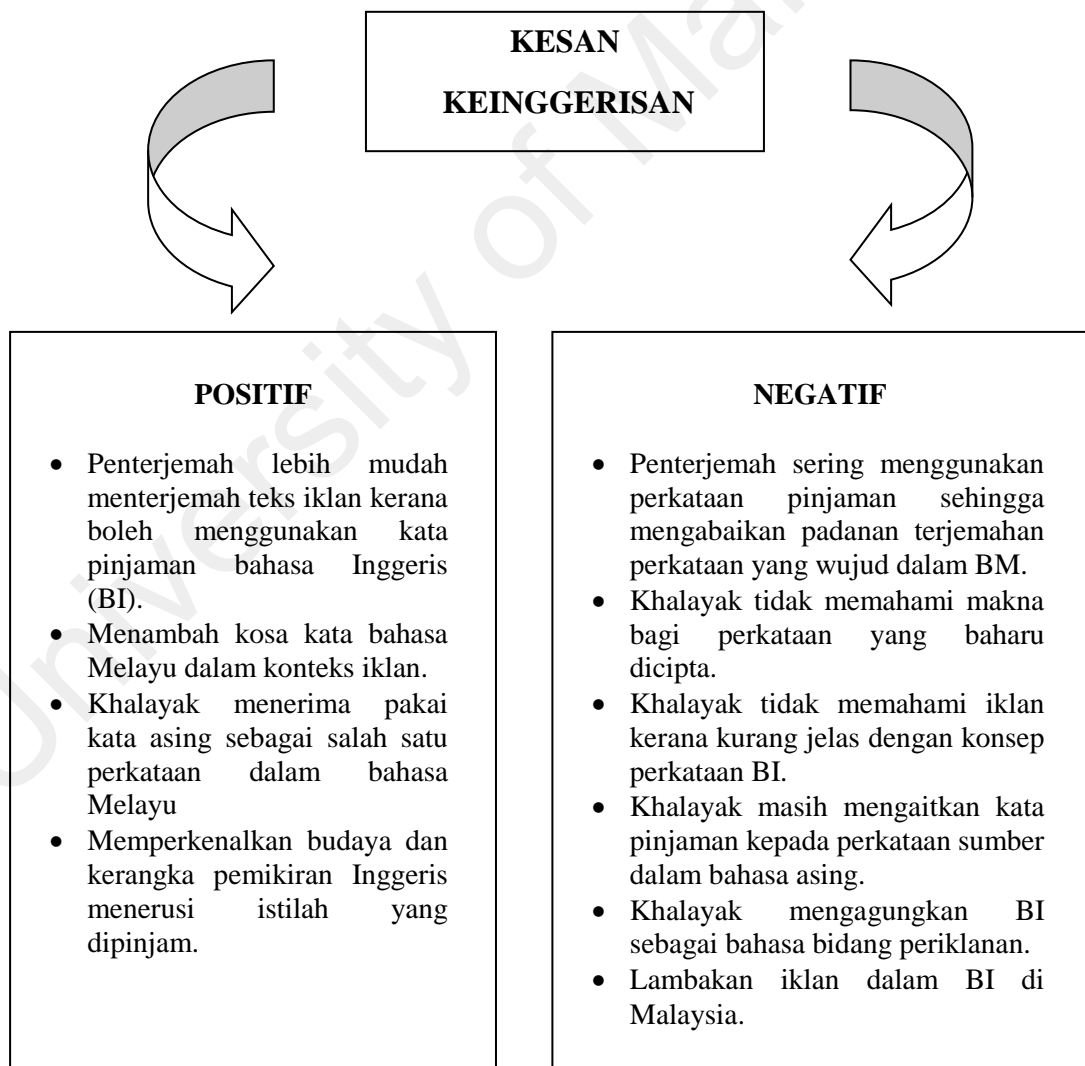 KESAN
KEINGGERISAN
POSITIF
• Penterjemah lebih mudah
menterjemah teks iklan kerana
boleh menggunakan kata
pinjaman bahasa Inggeris
(BI).
• Menambah kosa kata bahasa
Melayu dalam konteks iklan.
• Khalayak menerima pakai
kata asing sebagai salah satu
perkataan dalam bahasa
Melayu
• Memperkenalkan budaya dan
kerangka pemikiran Inggeris
menerusi istilah yang
dipinjam.
NEGATIF
• Penterjemah sering menggunakan
perkataan pinjaman sehingga
mengabaikan padanan terjemahan
perkataan yang wujud dalam BM.
• Khalayak tidak memahami makna
bagi perkataan yang baharu
dicipta.
• Khalayak tidak memahami iklan
kerana kurang jelas dengan konsep
perkataan BI.
• Khalayak masih mengaitkan kata
pinjaman kepada perkataan sumber
dalam bahasa asing.
• Khalayak mengagungkan BI
sebagai bahasa bidang periklanan.
• Lambakan iklan dalam BI di
Malaysia.
University of Ma